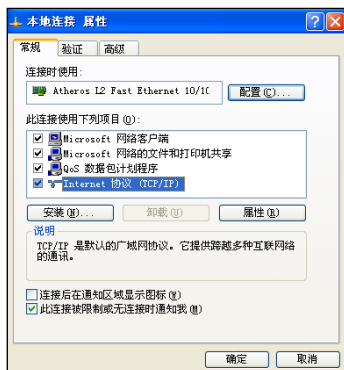 本地连接 属性
常规 验证 高级
连接时使用:
Atheros L2 Fast Ethernet 10/10
配置(C)...
此连接使用下列项目(O):
Microsoft 网络客户端
Microsoft 网络的文件和打印机共享
QoS 数据包计划程序
Internet 协议 (TCP/IP)
安装(N)... 卸载(U) 属性(R)
说明
TCP/IP 是默认的广域网协议。它提供跨越多种互联网络
的通讯。
连接后在通知区域显示图标(W)
此连接被限制或无连接时通知我(M)
确定 取消